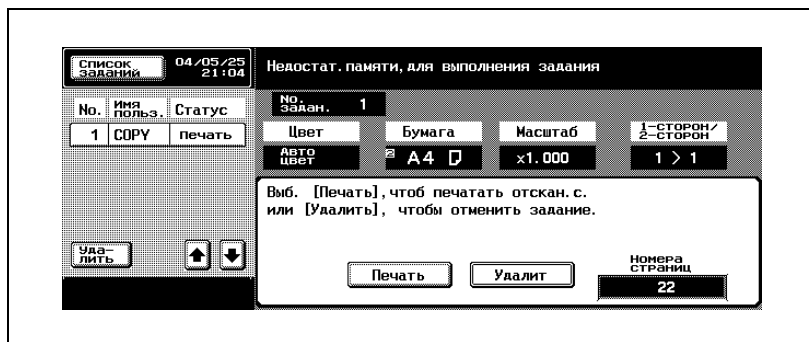 Список заданий
04/05/25
21:04
Недостат.памяти,для выполнения задания
No. Имя польз. Статус
1 COPY печать
No. задан. 1
Цвет Бумага Масштаб 1-сторон/ 2-сторон
Авто цвет 2 A4 x1.000 1 > 1
Выб. [Печать],чтоб печатать отскан.с.
или [Удалить], чтобы отменить задание.
Уда-
лить
Печать Удалит
Номера страниц
22